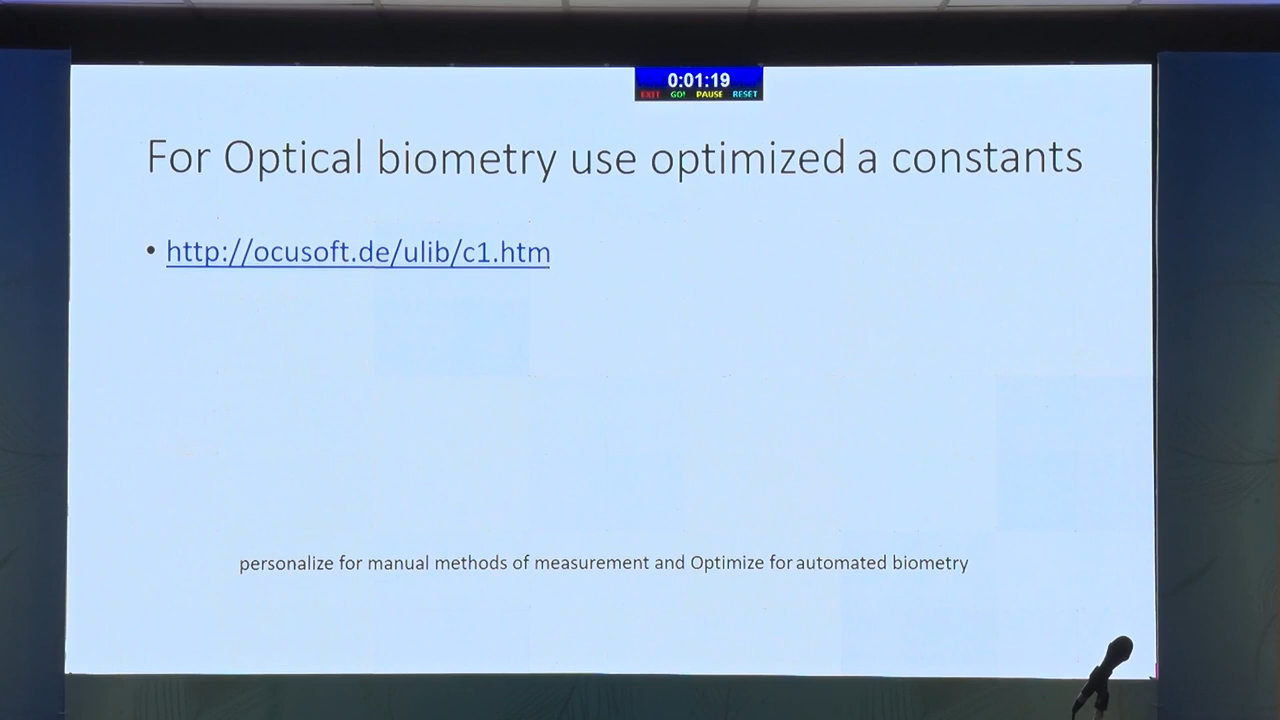 0:01:19
EXIT GO! PAUSE RESET
For Optical biometry use optimized a constants
• http://ocusoft.de/ulib/c1.htm
personalize for manual methods of measurement and Optimize for automated biometry